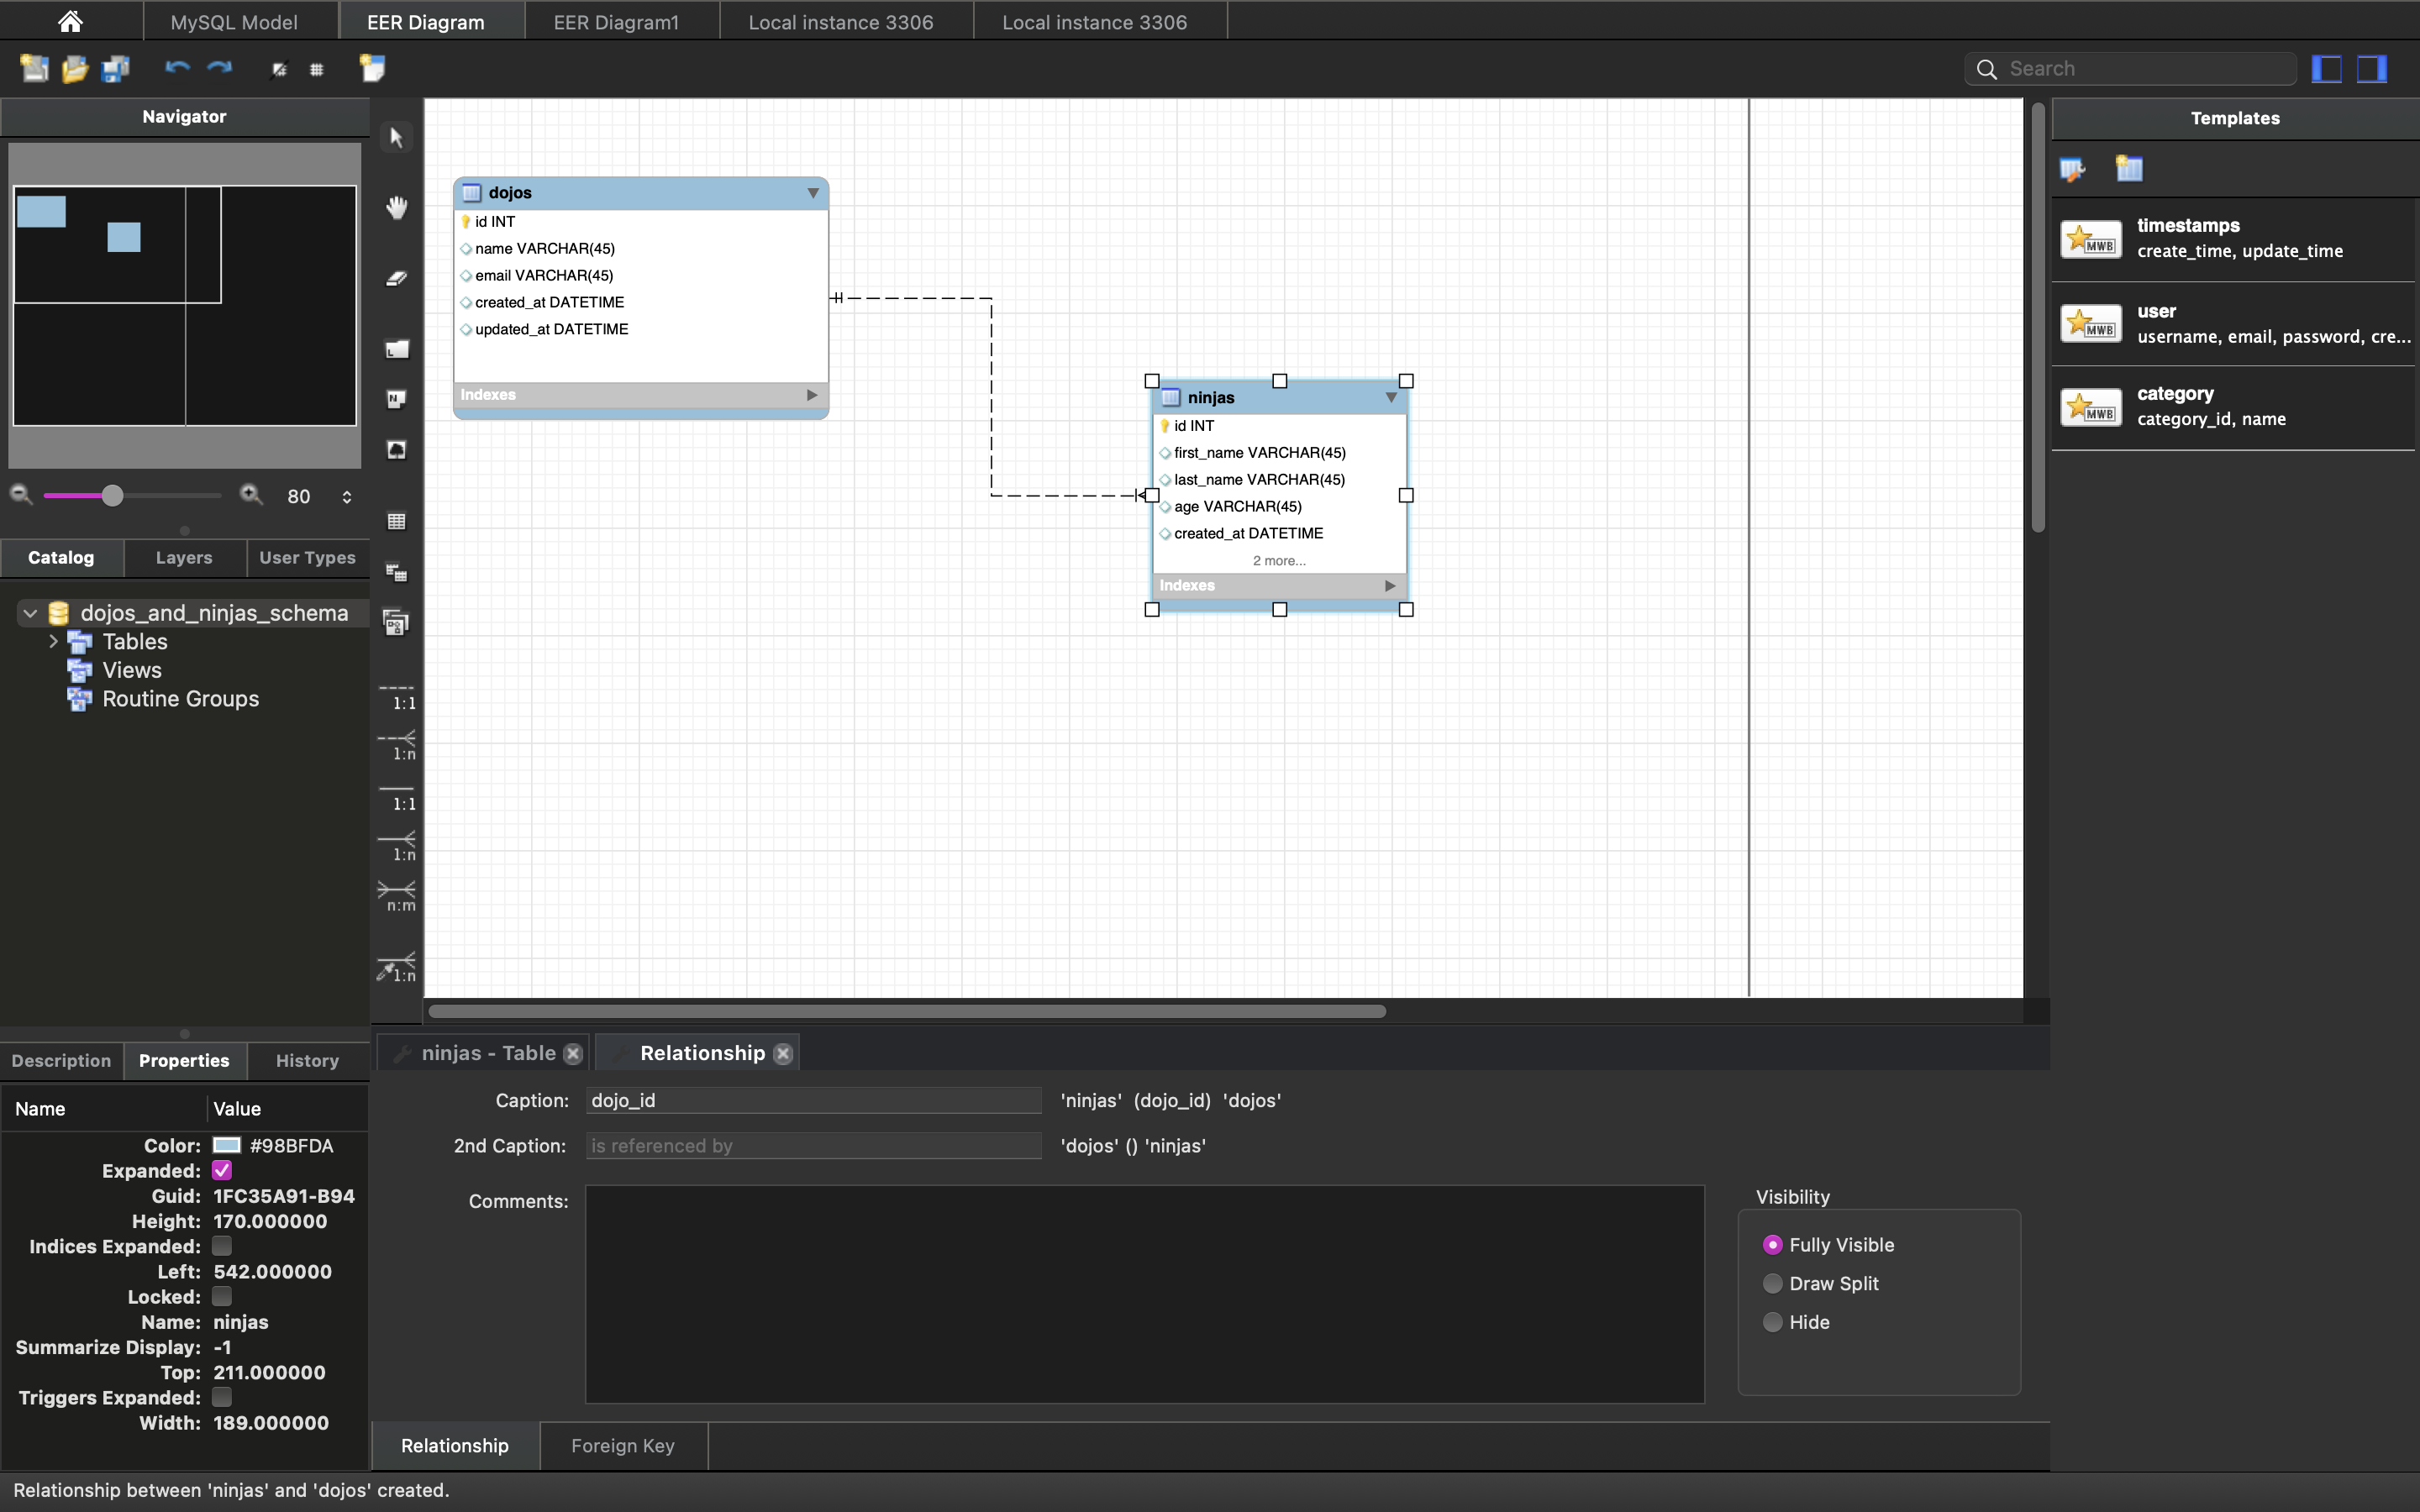 MySQL Model
EER Diagram
EER Diagram1
Local instance 3306
Local instance 3306
Search
Navigator
80
Catalog
Layers
User Types
dojos_and_ninjas_schema
Tables
Views
Routine Groups
Description
Properties
History
Name
Value
Color: #98BFDA
Expanded:
Guid: 1FC35A91-B94
Height: 170.000000
Indices Expanded:
Left: 542.000000
Locked:
Name: ninjas
Summarize Display: -1
Top: 211.000000
Triggers Expanded:
Width: 189.000000
L
N
1:1
1:n
1:1
1:n
n:m
1:n
dojos
id INT
name VARCHAR(45)
email VARCHAR(45)
created_at DATETIME
updated_at DATETIME
Indexes
ninjas
id INT
first_name VARCHAR(45)
last_name VARCHAR(45)
age VARCHAR(45)
created_at DATETIME
2 more...
Indexes
Templates
MWB
timestamps
create_time, update_time
MWB
user
username, email, password, cre...
MWB
category
category_id, name
ninjas - Table
Relationship
Caption: dojo_id 'ninjas' (dojo_id) 'dojos'
2nd Caption: is referenced by 'dojos' () 'ninjas'
Comments:
Visibility
Fully Visible
Draw Split
Hide
Relationship
Foreign Key
Relationship between 'ninjas' and 'dojos' created.